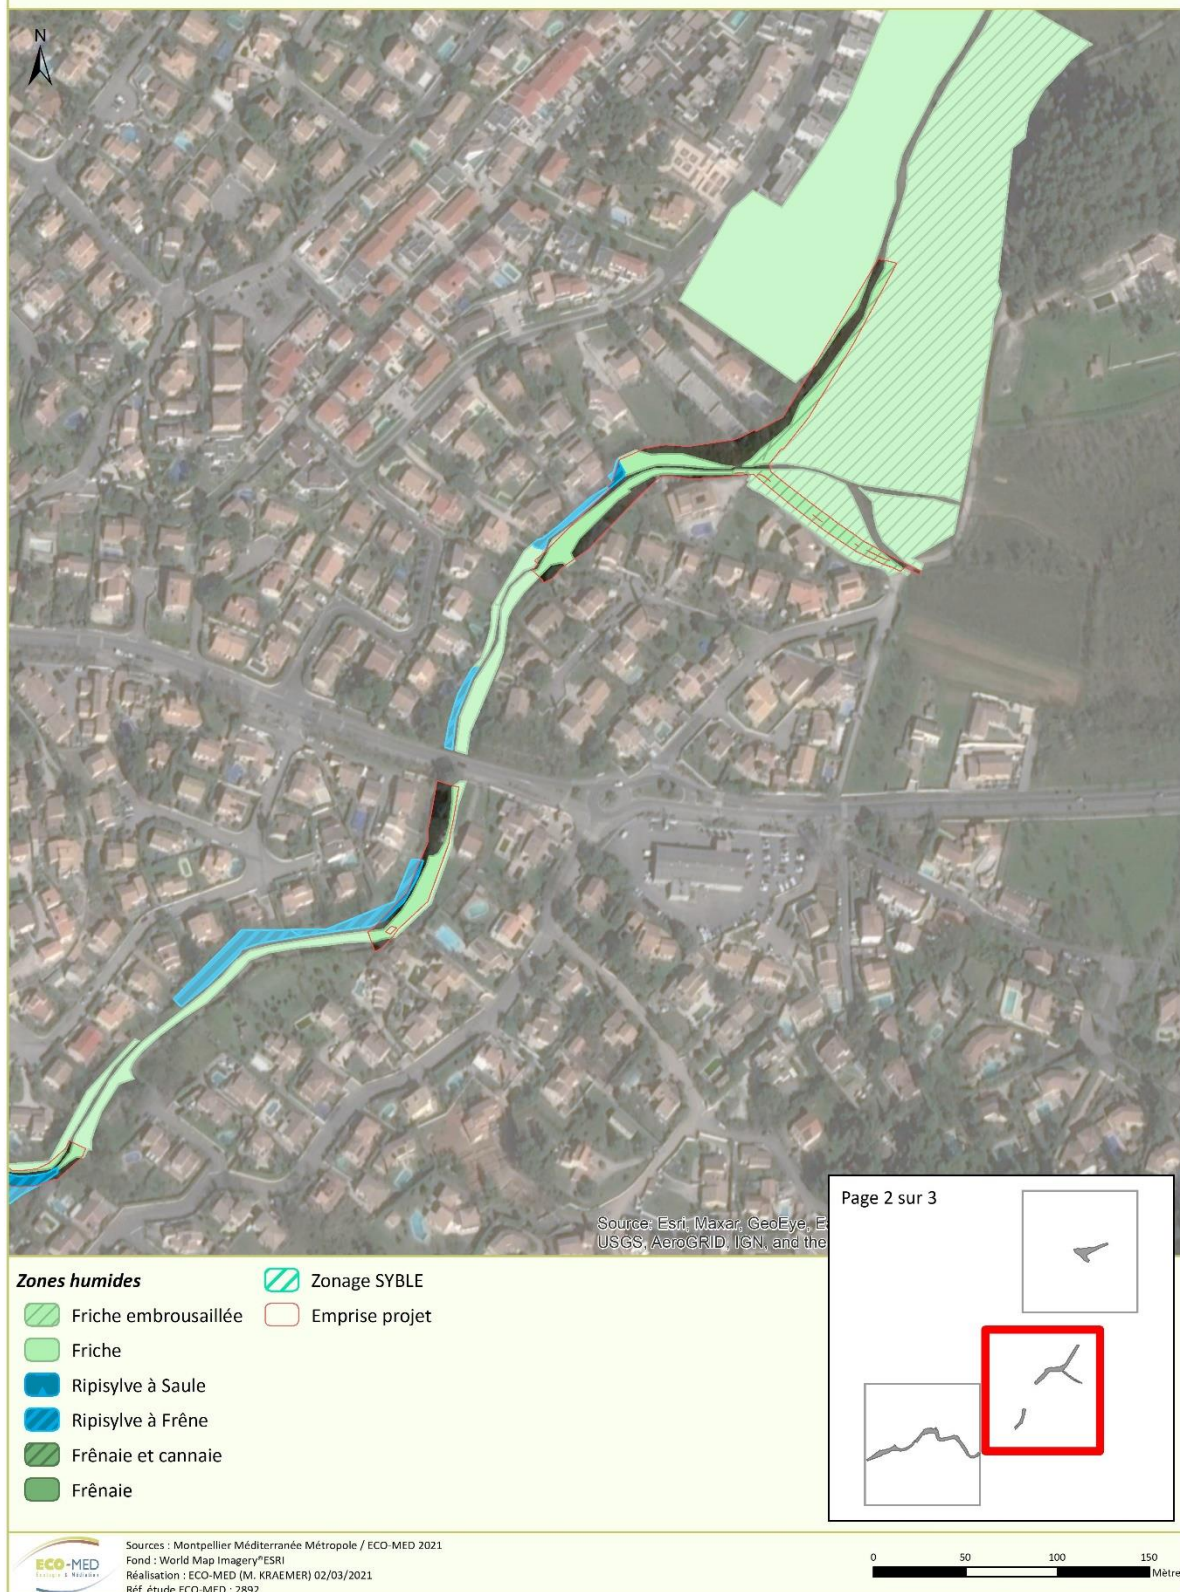 N
Source: Esri, Maxar, GeoEye,
USGS, AeroGRID, IGN, and the
Page 2 sur 3
Zones humides
Friche embrousaillée
Friche
Ripisylve à Saule
Ripisylve à Frêne
Frênaie et cannaie
Frênaie
Zonage SYBLE
Emprise projet
ECO-MED
Ecologie & Médiation
Sources : Montpellier Méditerranée Métropole / ECO-MED 2021
Fond : World Map Imagery®ESRI
Réalisation : ECO-MED (M. KRAEMER) 02/03/2021
Réf. étude ECO-MED : 2892
0 50 100 150
Mètre